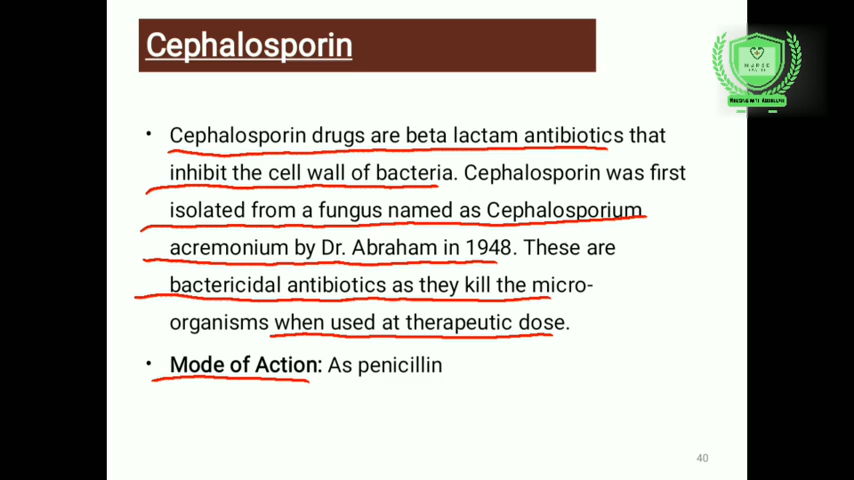 Cephalosporin
• Cephalosporin drugs are beta lactam antibiotics that
inhibit the cell wall of bacteria. Cephalosporin was first
isolated from a fungus named as Cephalosporium
acremonium by Dr. Abraham in 1948. These are
bactericidal antibiotics as they kill the micro-
organisms when used at therapeutic dose.
• Mode of Action: As penicillin
40
NURSE